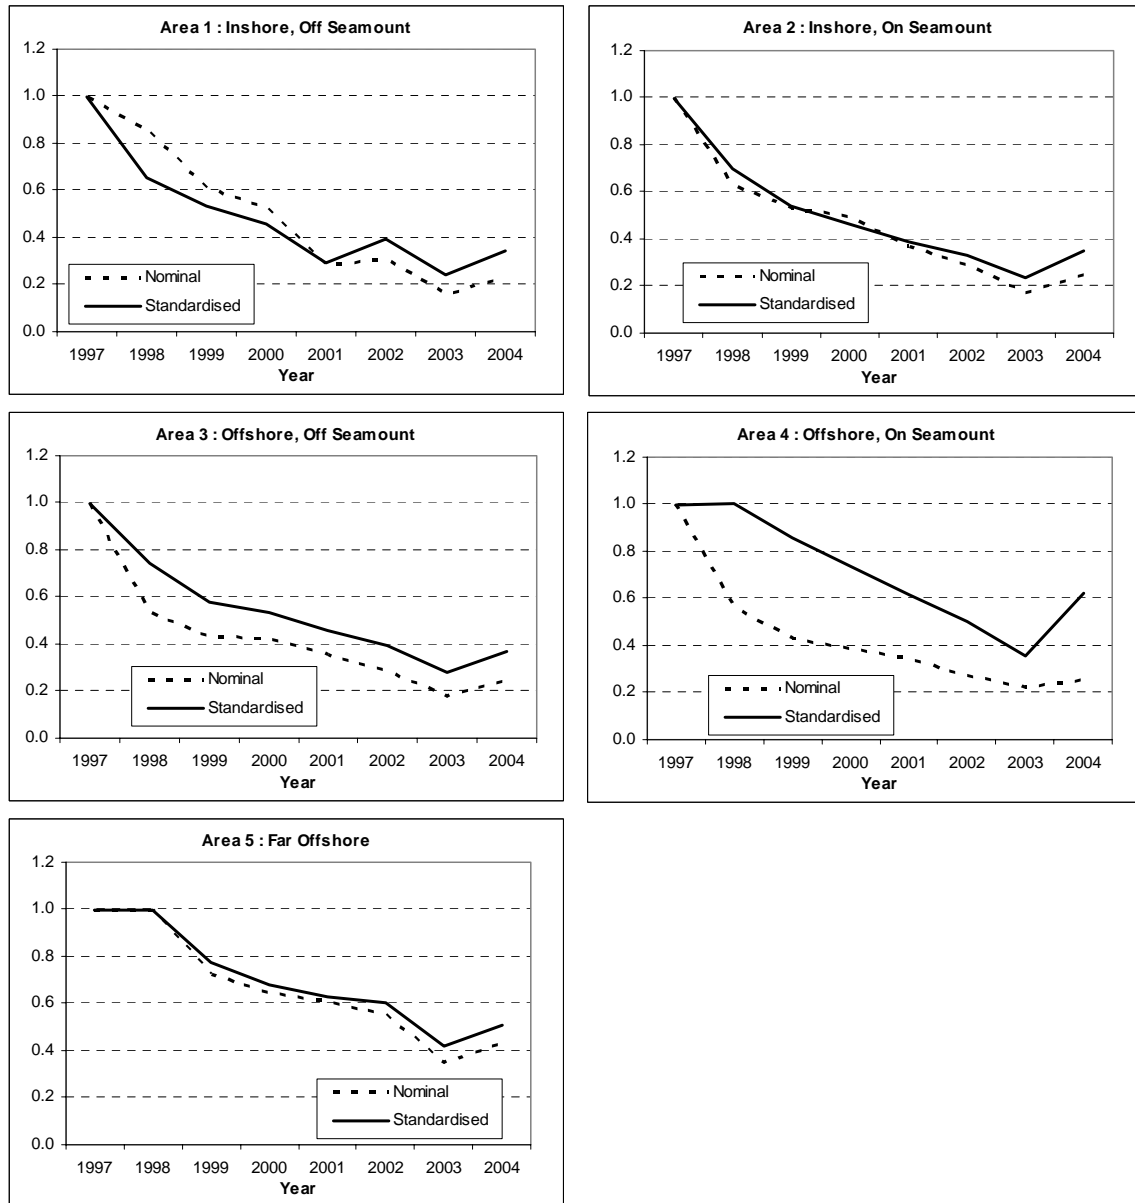 Area 1 : Inshore, Off Seamount
1.2
1.0
0.8
0.6
0.4
0.2
0.0
Nominal
Standardised
1997 1998 1999 2000 2001 2002 2003 2004
Year
Area 2 : Inshore, On Seamount
1.2
1.0
0.8
0.6
0.4
0.2
0.0
Nominal
Standardised
1997 1998 1999 2000 2001 2002 2003 2004
Year
Area 3 : Offshore, Off Seamount
1.2
1.0
0.8
0.6
0.4
0.2
0.0
Nominal
Standardised
1997 1998 1999 2000 2001 2002 2003 2004
Year
Area 4 : Offshore, On Seamount
1.2
1.0
0.8
0.6
0.4
0.2
0.0
Nominal
Standardised
1997 1998 1999 2000 2001 2002 2003 2004
Year
Area 5 : Far Offshore
1.2
1.0
0.8
0.6
0.4
0.2
0.0
Nominal
Standardised
1997 1998 1999 2000 2001 2002 2003 2004
Year